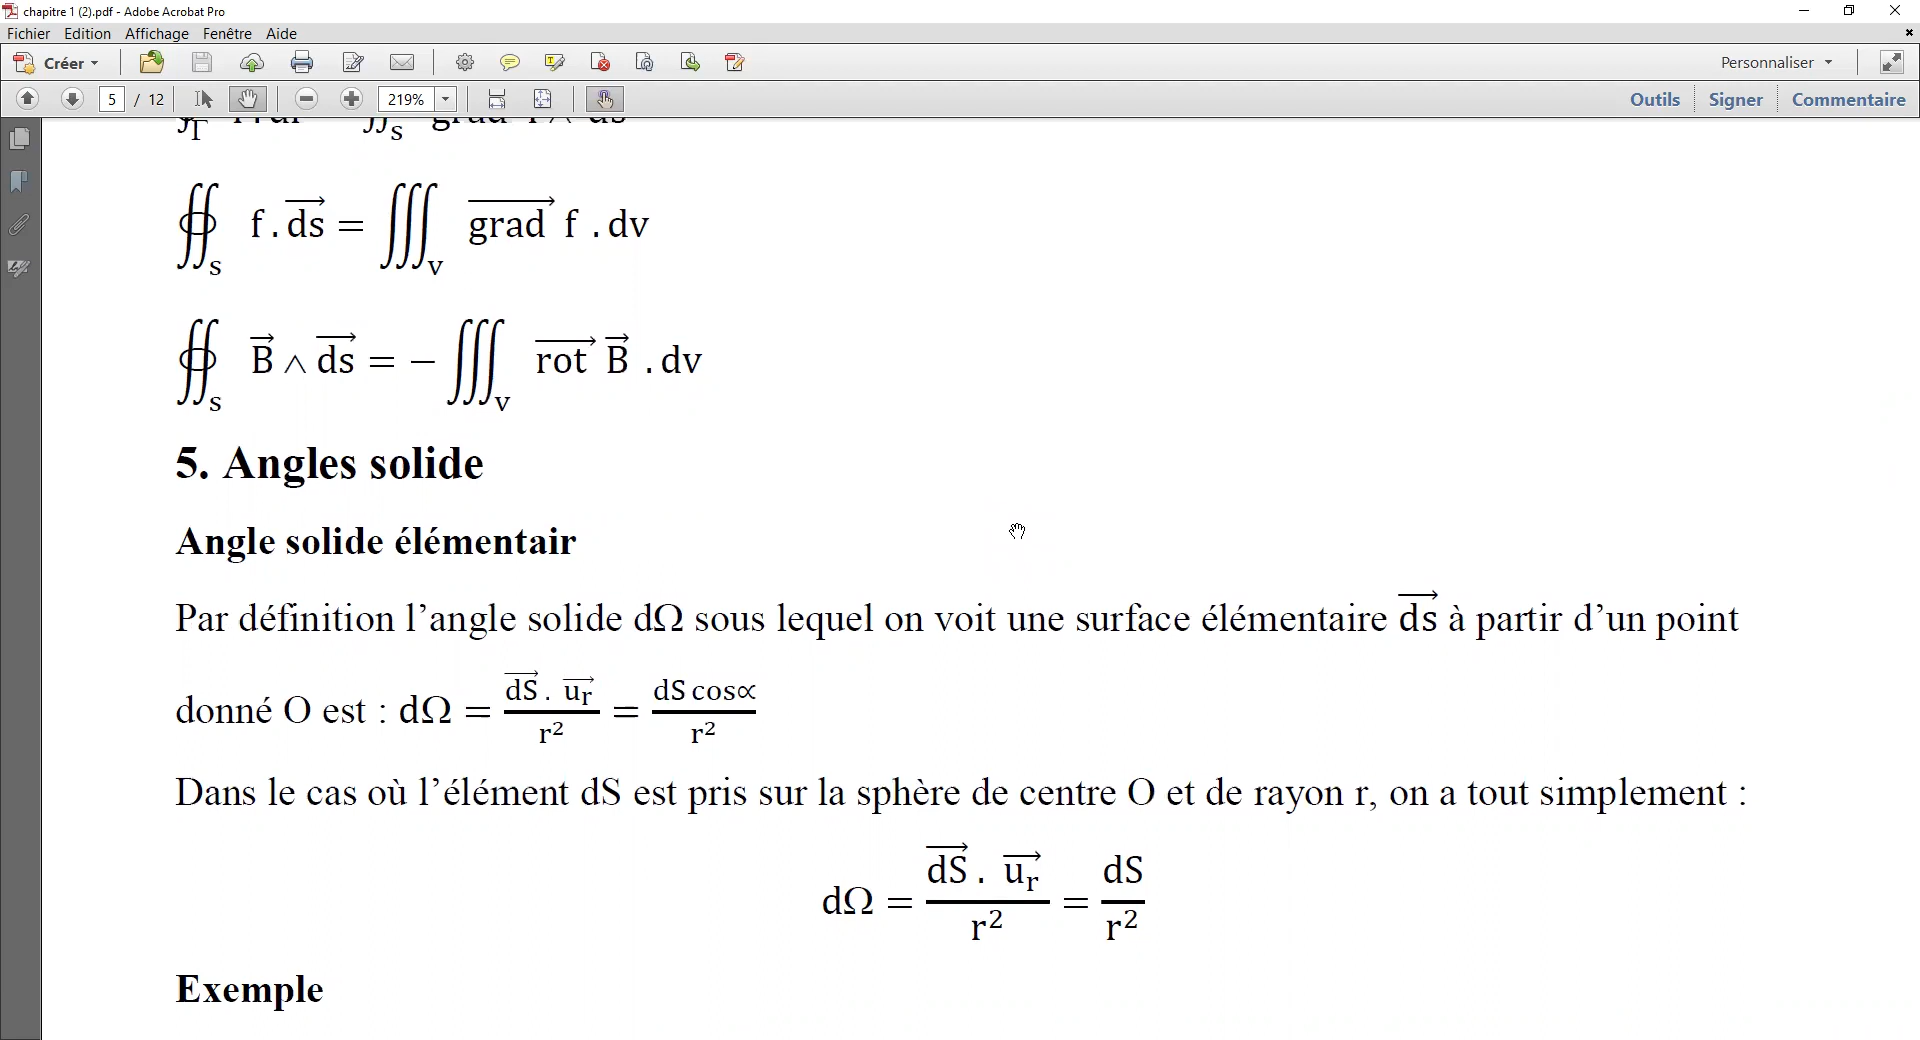 chapitre 1 (2).pdf - Adobe Acrobat Pro
Fichier Edition Affichage Fenêtre Aide
Créer Personnaliser
5 / 12 219% Outils Signer Commentaire
∮∮s f.ds→ = ∭v grad→ f .dv
∮∮s B→ ∧ ds→ = − ∭v rot→ B→ .dv
5. Angles solide
Angle solide élémentair
Par définition l’angle solide dΩ sous lequel on voit une surface élémentaire ds→ à partir d’un point
donné O est : dΩ = dS→. ur→ / r² = dS cos∝ / r²
Dans le cas où l’élément dS est pris sur la sphère de centre O et de rayon r, on a tout simplement :
dΩ = dS→. ur→ / r² = dS / r²
Exemple